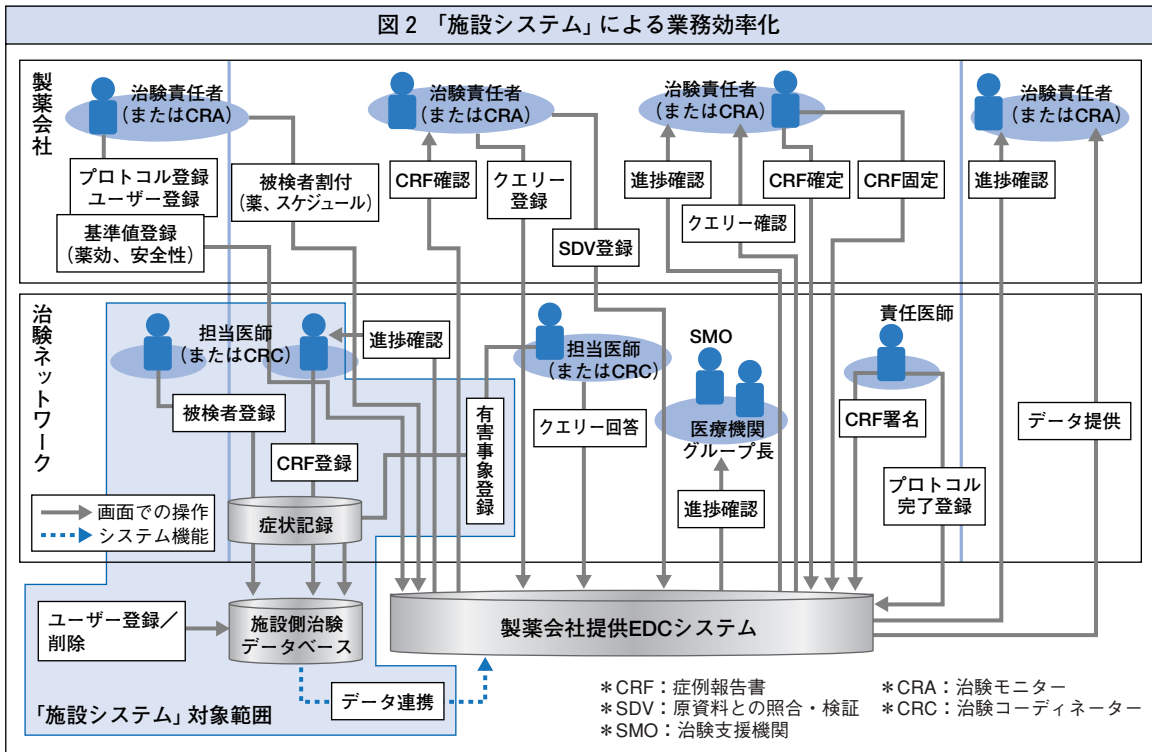 図2 「施設システム」による業務効率化
製薬会社
治験責任者
(またはCRA)
治験責任者
(またはCRA)
治験責任者
(またはCRA)
治験責任者
(またはCRA)
プロトコル登録
ユーザー登録
基準値登録
(薬効、安全性)
被検者割付
(薬、スケジュール)
CRF確認
クエリー
登録
SDV登録
進捗確認
クエリー確認
CRF確定
CRF固定
進捗確認
治験ネットワーク
担当医師
(またはCRC)
進捗確認
被検者登録
CRF登録
有害事象登録
担当医師
(またはCRC)
クエリー回答
SMO
医療機関
グループ長
進捗確認
責任医師
CRF署名
プロトコル
完了登録
データ提供
画面での操作
システム機能
症状記録
ユーザー登録/
削除
施設側治験
データベース
製薬会社提供EDCシステム
データ連携
「施設システム」対象範囲
*CRF:症例報告書
*SDV:原資料との照合・検証
*SMO:治験支援機関
*CRA:治験モニター
*CRC:治験コーディネーター